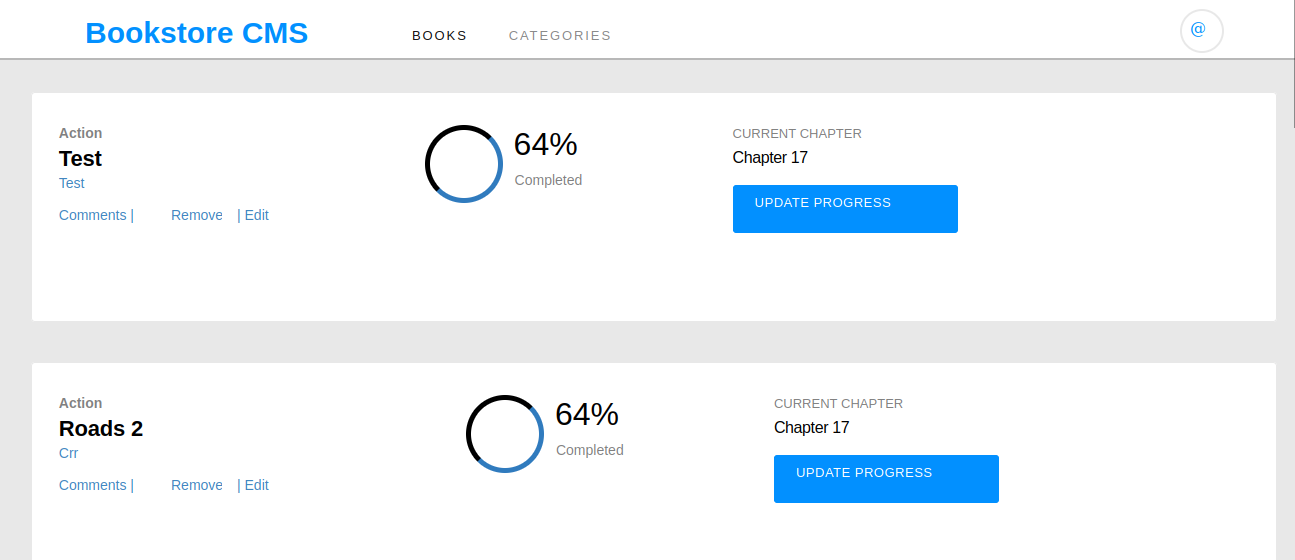 Bookstore CMS
BOOKS
CATEGORIES
@
Action
Test
Test
Comments | Remove | Edit
64%
Completed
CURRENT CHAPTER
Chapter 17
UPDATE PROGRESS
Action
Roads 2
Crr
Comments | Remove | Edit
64%
Completed
CURRENT CHAPTER
Chapter 17
UPDATE PROGRESS